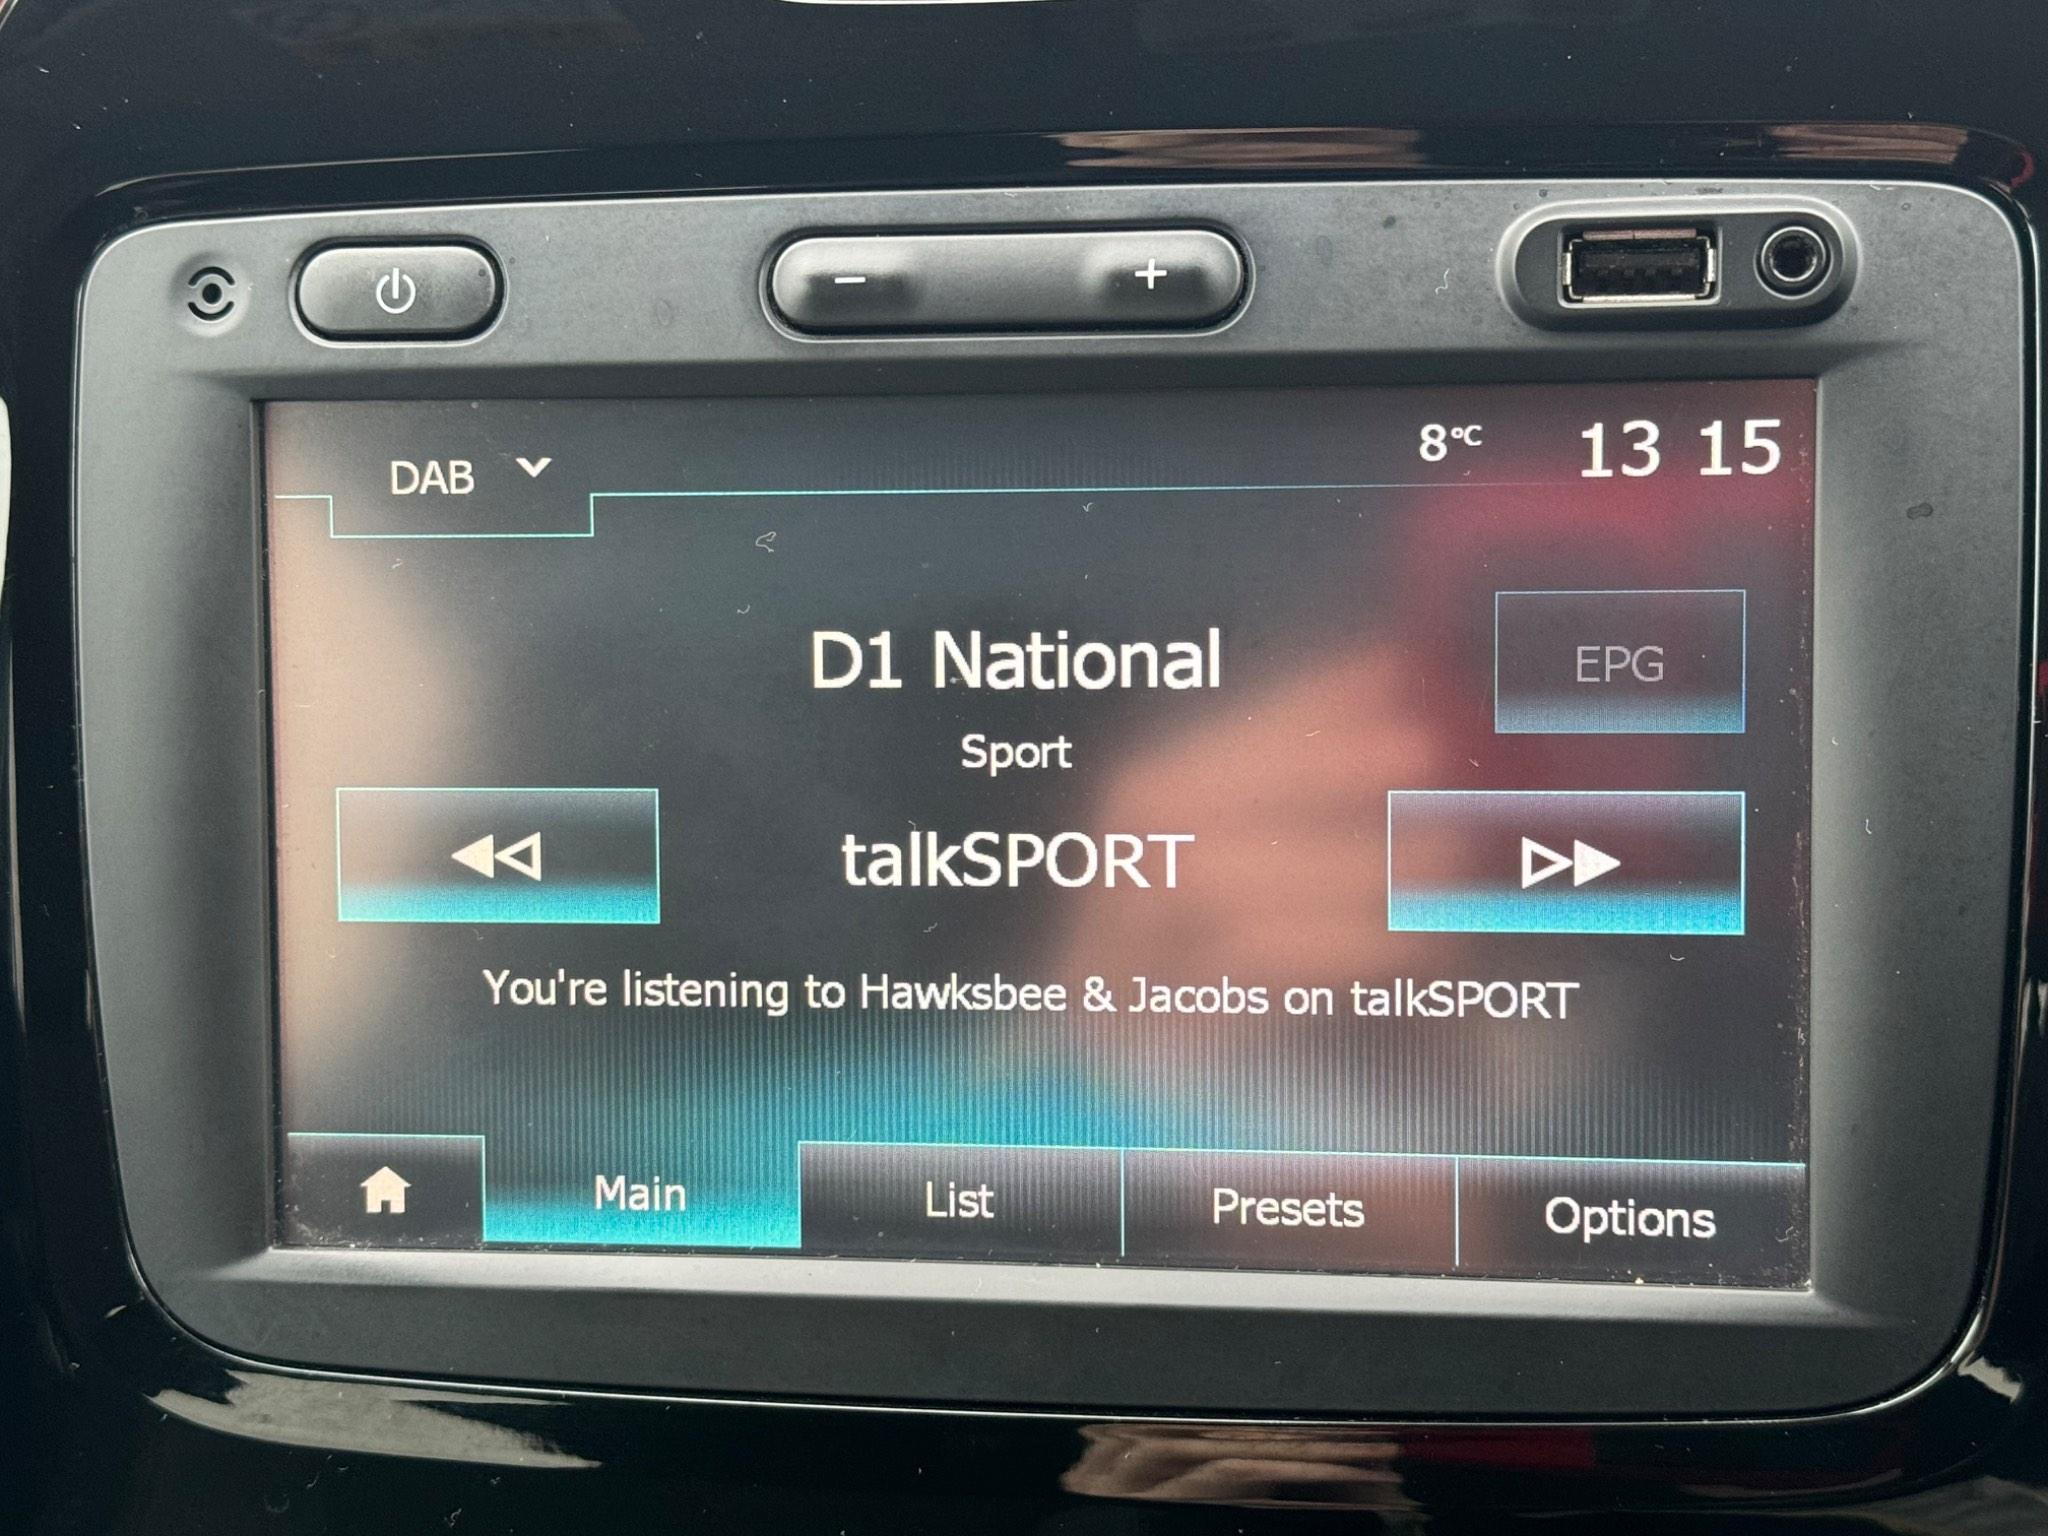 − +
DAB 8°C 13 15
D1 National
EPG
Sport
talkSPORT
You're listening to Hawksbee & Jacobs on talkSPORT
Main List Presets Options